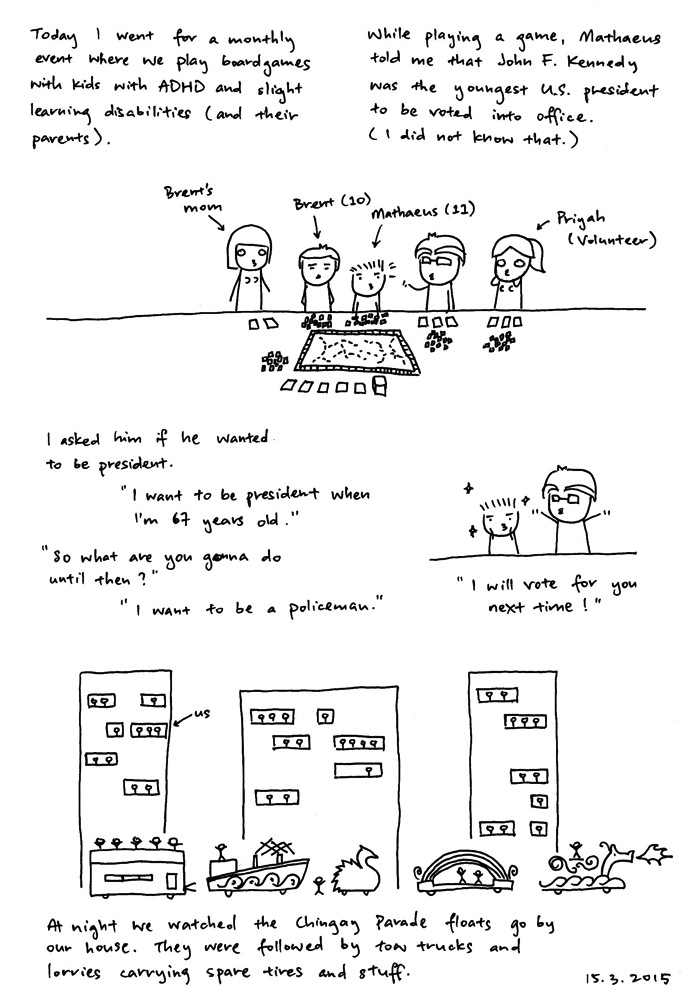 Today I went for a monthly
event where we play boardgames
with kids with ADHD and slight
learning disabilities (and their
parents).
While playing a game, Mathaeus
told me that John F. Kennedy
was the youngest U.S. president
to be voted into office.
(I did not know that.)
Brent's
mom
Brent (10)
Mathaeus (11)
Priyah
(Volunteer)
I asked him if he wanted
to be president.
"I want to be president when
I'm 67 years old."
"So what are you gonna do
until then?"
"I want to be a policeman."
"I will vote for you
next time!"
us
At night we watched the Chingay Parade floats go by
our house. They were followed by tow trucks and
lorries carrying spare tires and stuff.
15.3.2015